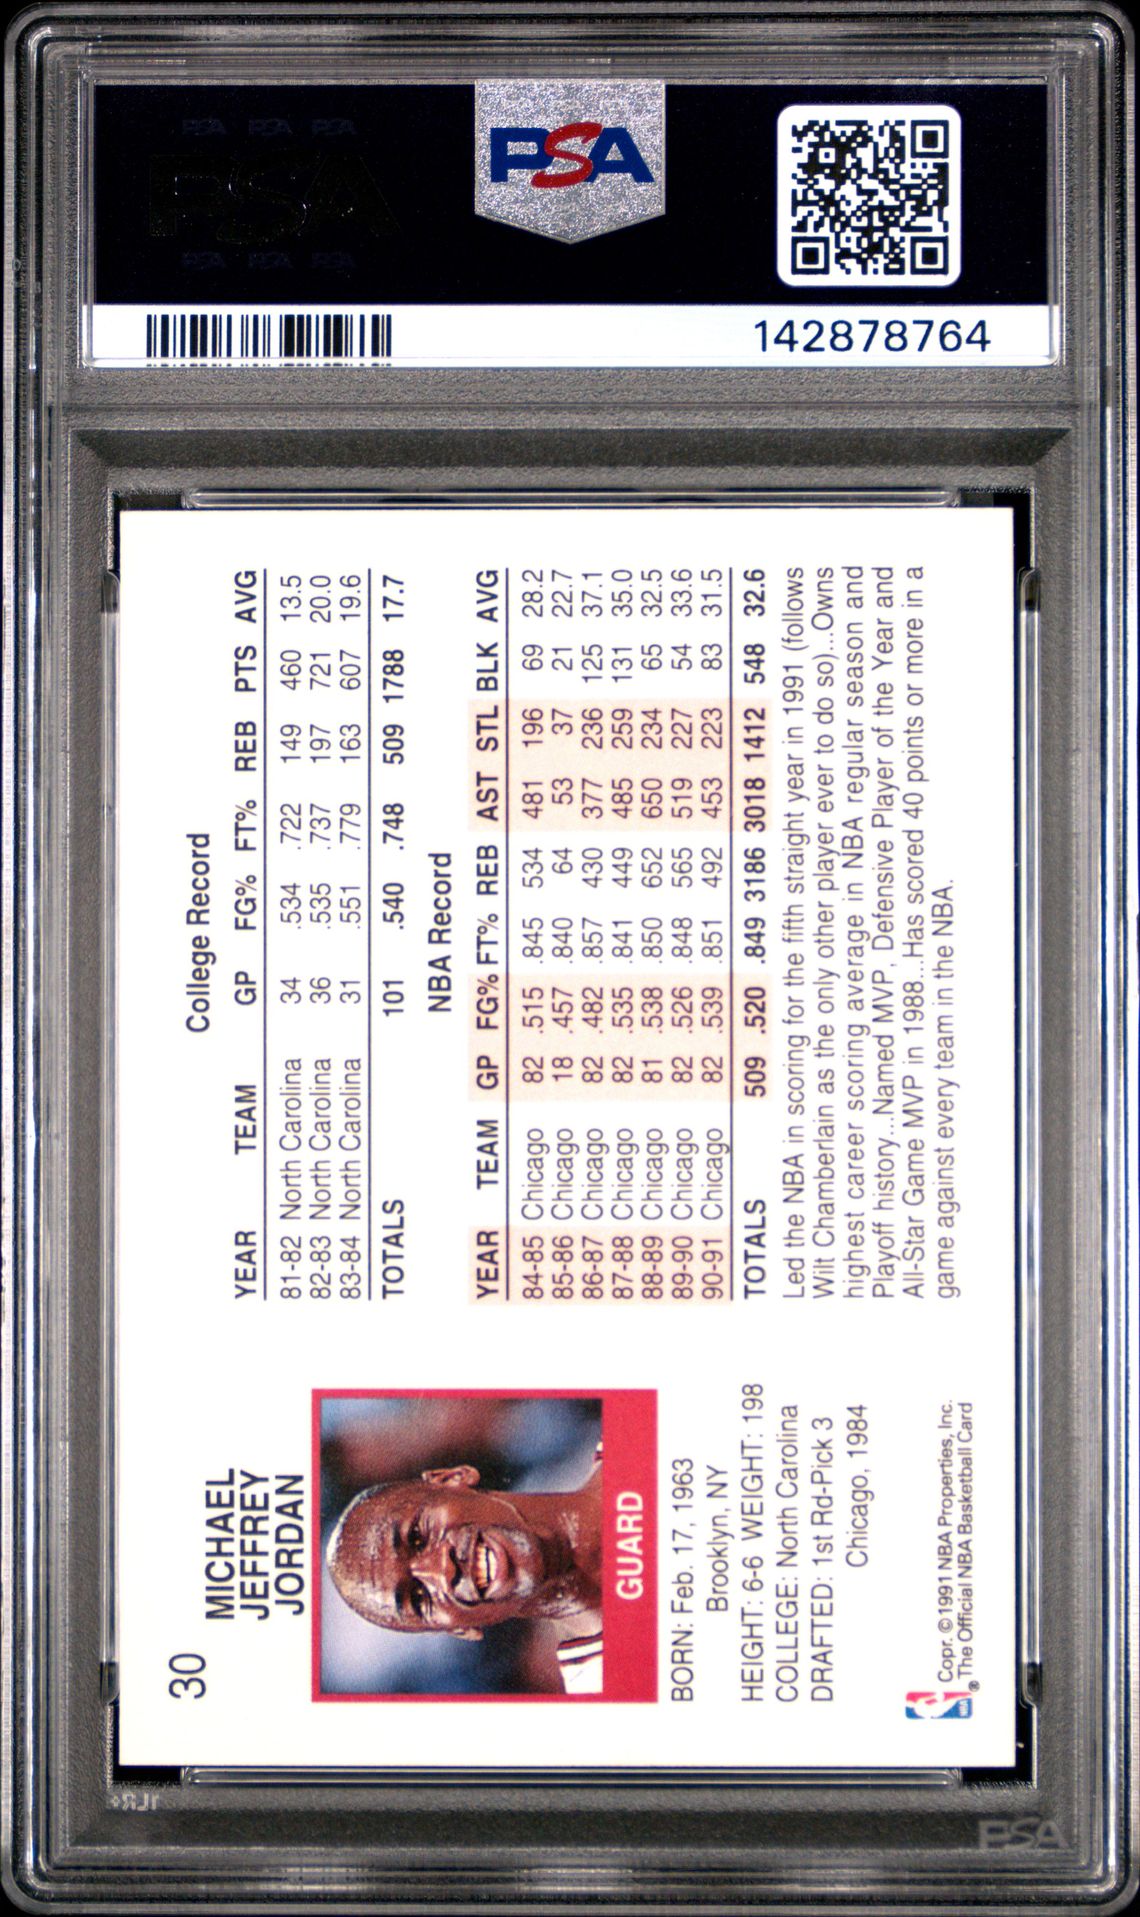 PSA PSA PSA
PSA
PSA PSA PSA
PSA
142878764
30
MICHAEL
JEFFREY
JORDAN
GUARD
BORN: Feb. 17, 1963
Brooklyn, NY
HEIGHT: 6-6 WEIGHT: 198
COLLEGE: North Carolina
DRAFTED: 1st Rd-Pick 3
Chicago, 1984
Copr. ©1991 NBA Properties, Inc.
The Official NBA Basketball Card
NBA ®
College Record
YEAR TEAM GP FG% FT% REB PTS AVG
81-82 North Carolina 34 .534 .722 149 460 13.5
82-83 North Carolina 36 .535 .737 197 721 20.0
83-84 North Carolina 31 .551 .779 163 607 19.6
TOTALS 101 .540 .748 509 1788 17.7
NBA Record
YEAR TEAM GP FG% FT% REB AST STL BLK AVG
84-85 Chicago 82 .515 .845 534 481 196 69 28.2
85-86 Chicago 18 .457 .840 64 53 37 21 22.7
86-87 Chicago 82 .482 .857 430 377 236 125 37.1
87-88 Chicago 82 .535 .841 449 485 259 131 35.0
88-89 Chicago 81 .538 .850 652 650 234 65 32.5
89-90 Chicago 82 .526 .848 565 519 227 54 33.6
90-91 Chicago 82 .539 .851 492 453 223 83 31.5
TOTALS 509 .520 .849 3186 3018 1412 548 32.6
Led the NBA in scoring for the fifth straight year in 1991 (follows
Wilt Chamberlain as the only other player ever to do so)...Owns
highest career scoring average in NBA regular season and
Playoff history...Named MVP, Defensive Player of the Year and
All-Star Game MVP in 1988...Has scored 40 points or more in a
game against every team in the NBA.
PSA